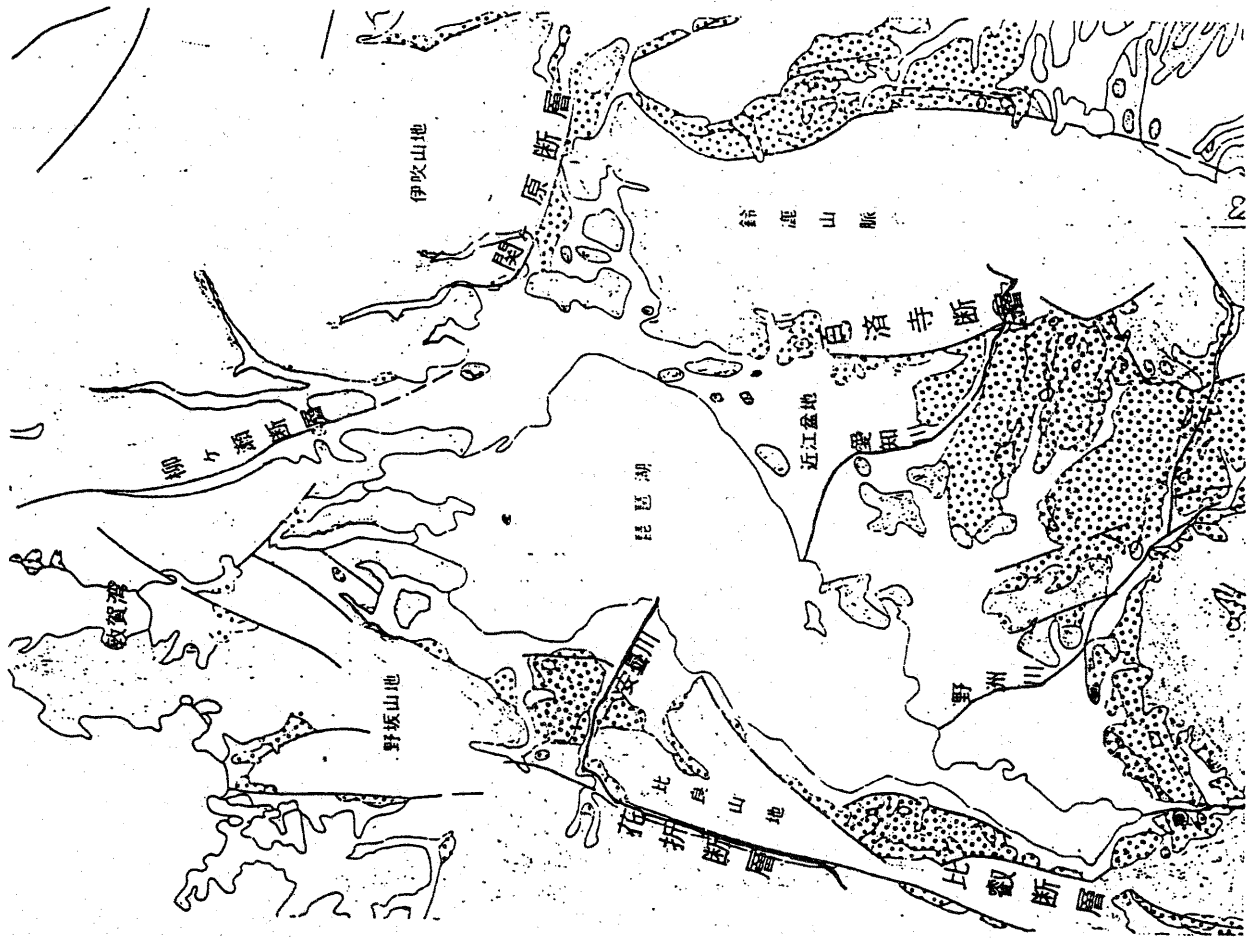 伊吹山地
関ヶ原断層
鈴鹿山脈
柳ヶ瀬断層
百済寺断層
近江盆地
愛知川
琵琶湖
敦賀湾
野坂山地
安曇川
野州川
比良山地
花折断層
比叡断層